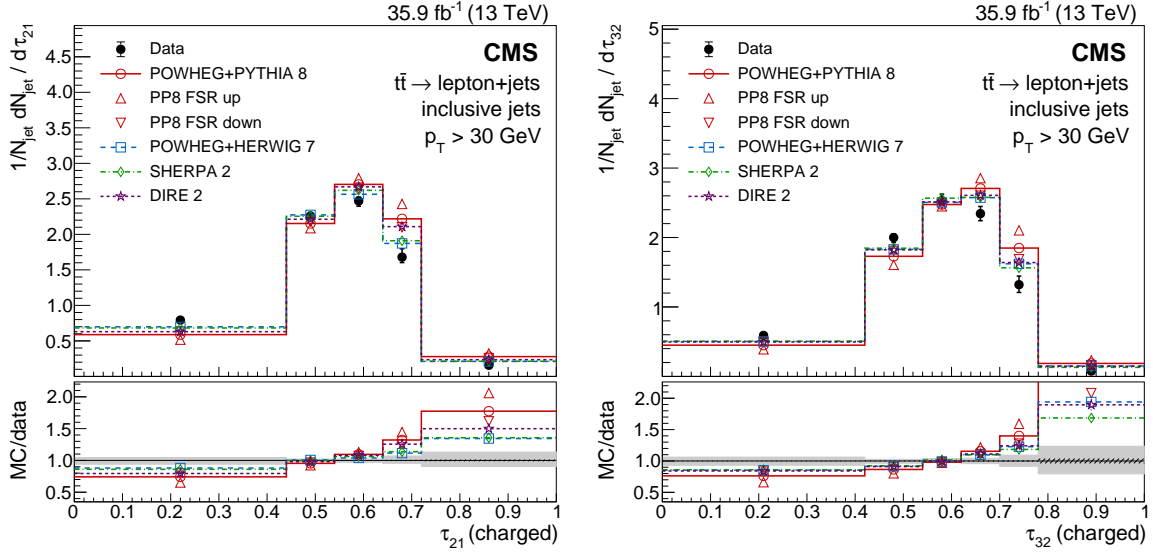 35.9 fb⁻¹ (13 TeV)
1/N_jet dN_jet / dτ_21
4.5
4.0
3.5
3.0
2.5
2.0
1.5
1.0
0.5
Data
POWHEG+PYTHIA 8
PP8 FSR up
PP8 FSR down
POWHEG+HERWIG 7
SHERPA 2
DIRE 2
CMS
tt̄ → lepton+jets
inclusive jets
p_T > 30 GeV
MC/data
2.0
1.5
1.0
0.5
0 0.1 0.2 0.3 0.4 0.5 0.6 0.7 0.8 0.9 1
τ_21 (charged)
35.9 fb⁻¹ (13 TeV)
1/N_jet dN_jet / dτ_32
5
4
3
2
1
Data
POWHEG+PYTHIA 8
PP8 FSR up
PP8 FSR down
POWHEG+HERWIG 7
SHERPA 2
DIRE 2
CMS
tt̄ → lepton+jets
inclusive jets
p_T > 30 GeV
MC/data
2.0
1.5
1.0
0.5
0 0.1 0.2 0.3 0.4 0.5 0.6 0.7 0.8 0.9 1
τ_32 (charged)